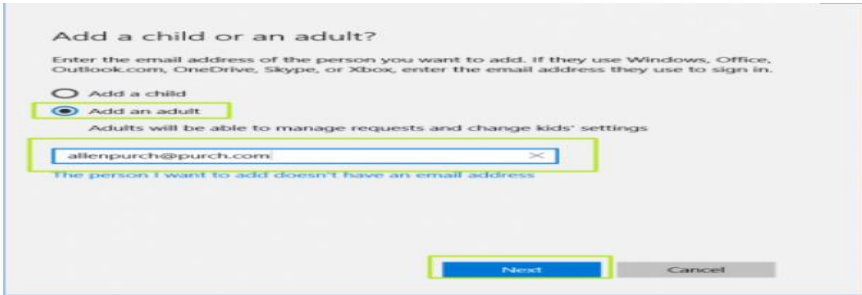 Add a child or an adult?
Enter the email address of the person you want to add. If they use Windows, Office,
Outlook.com, OneDrive, Skype, or Xbox, enter the email address they use to sign in.
Add a child
Add an adult
Adults will be able to manage requests and change kids' settings
allenpurch@purch.com
The person I want to add doesn't have an email address
Next Cancel